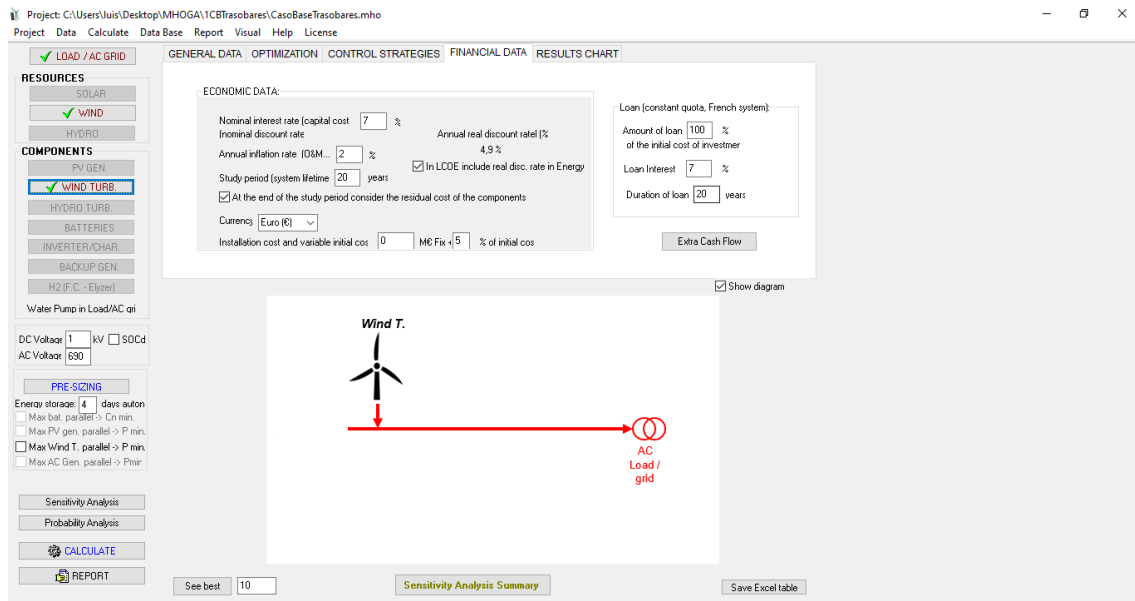 Project: C:\Users\luis\Desktop\MHOGA\1CBTrasobares\CasoBaseTrasobares.mho
Project Data Calculate Data Base Report Visual Help License
LOAD / AC GRID
RESOURCES
SOLAR
WIND
HYDRO
COMPONENTS
PV GEN.
WIND TURB.
HYDRO TURB.
BATTERIES
INVERTER/CHAR.
BACKUP GEN.
H2 (F.C. - Elyzer)
Water Pump in Load/AC gri
DC Voltage 1 kV SOCd
AC Voltage 690
PRE-SIZING
Energy storage: 4 days auton
Max bat. parallel -> Cn min.
Max PV gen. parallel -> P min.
Max Wind T. parallel -> P min.
Max AC Gen. parallel -> Pmir
Sensitivity Analysis
Probability Analysis
CALCULATE
REPORT
GENERAL DATA OPTIMIZATION CONTROL STRATEGIES FINANCIAL DATA RESULTS CHART
ECONOMIC DATA:
Nominal interest rate (capital cost 7 %
(nominal discount rate
Annual real discount ratel (%
4,9 %
Annual inflation rate (O&M... 2 %
In LCOE include real disc. rate in Energy
Study period (system lifetime 20 years
At the end of the study period consider the residual cost of the components
Currency Euro (€)
Installation cost and variable initial cos 0 M€ Fix + 5 % of initial cos
Loan (constant quota, French system):
Amount of loan 100 %
of the initial cost of investmer
Loan Interest 7 %
Duration of loan 20 years
Extra Cash Flow
Show diagram
Wind T.
AC
Load /
grid
See best 10
Sensitivity Analysis Summary
Save Excel table